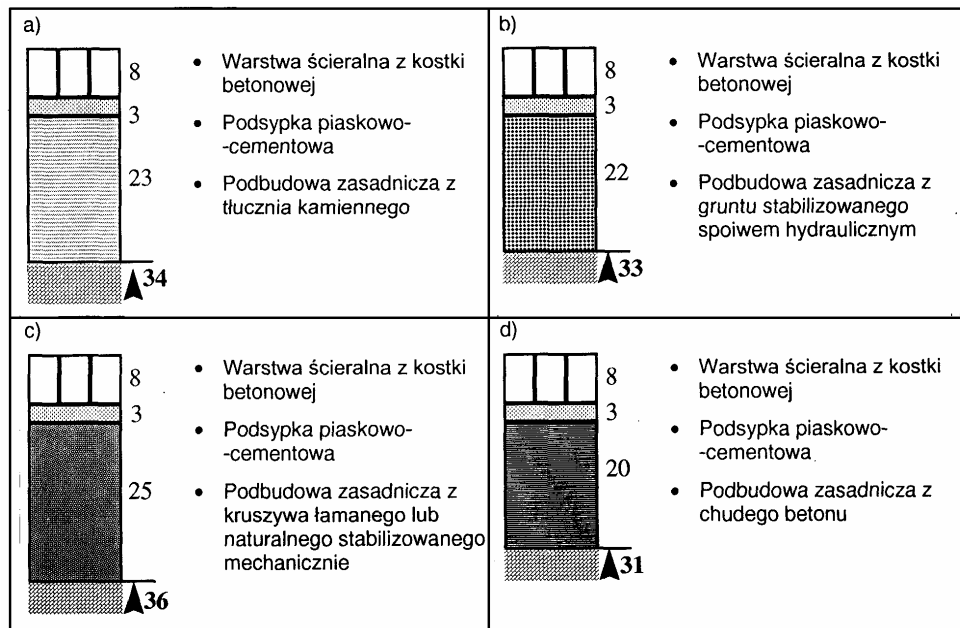 a)
8
3
23
34
• Warstwa ścieralna z kostki
betonowej
• Podsypka piaskowo-
-cementowa
• Podbudowa zasadnicza z
tłucznia kamiennego
b)
8
3
22
33
• Warstwa ścieralna z kostki
betonowej
• Podsypka piaskowo-
-cementowa
• Podbudowa zasadnicza z
gruntu stabilizowanego
spoiwem hydraulicznym
c)
8
3
25
36
• Warstwa ścieralna z kostki
betonowej
• Podsypka piaskowo-
-cementowa
• Podbudowa zasadnicza z
kruszywa łamanego lub
naturalnego stabilizowanego
mechanicznie
d)
8
3
20
31
• Warstwa ścieralna z kostki
betonowej
• Podsypka piaskowo-
-cementowa
• Podbudowa zasadnicza z
chudego betonu